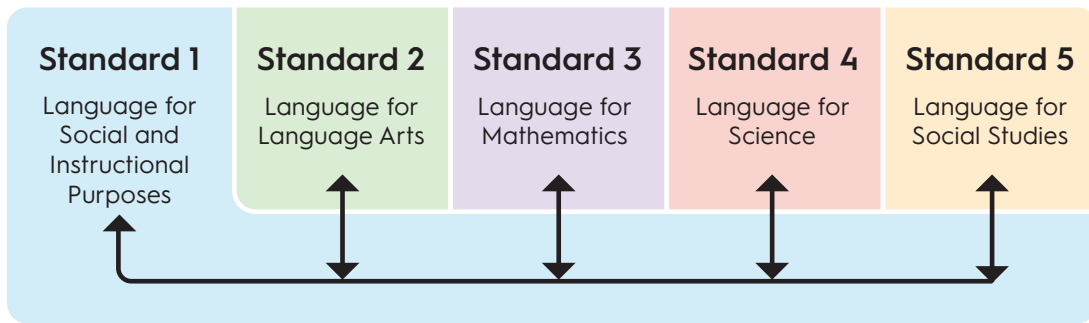 Standard 1
Language for
Social and
Instructional
Purposes
Standard 2
Language for
Language Arts
Standard 3
Language for
Mathematics
Standard 4
Language for
Science
Standard 5
Language for
Social Studies